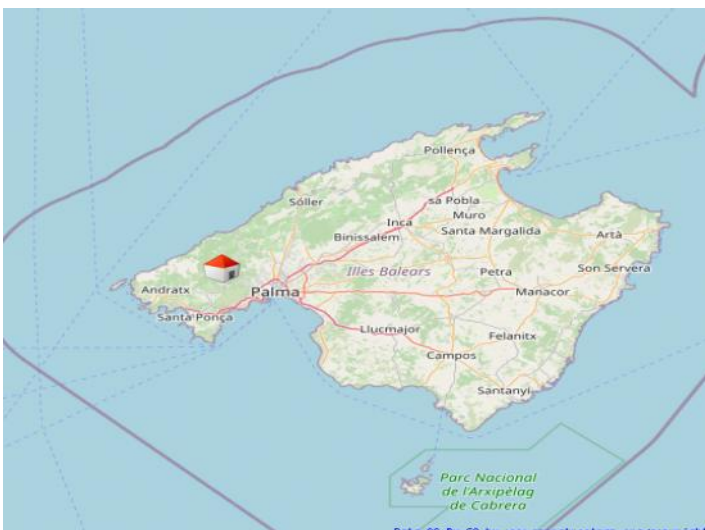 Pollença
sa Pobla
Sóller
Muro
Inca
Santa Margalida
Binissalem
Artà
Illes Balears
Petra
Son Servera
Andratx
Palma
Manacor
Santa Ponça
Llucmajor
Felanitx
Campos
Santanyí
Parc Nacional
de l'Arxipèlag
de Cabrera